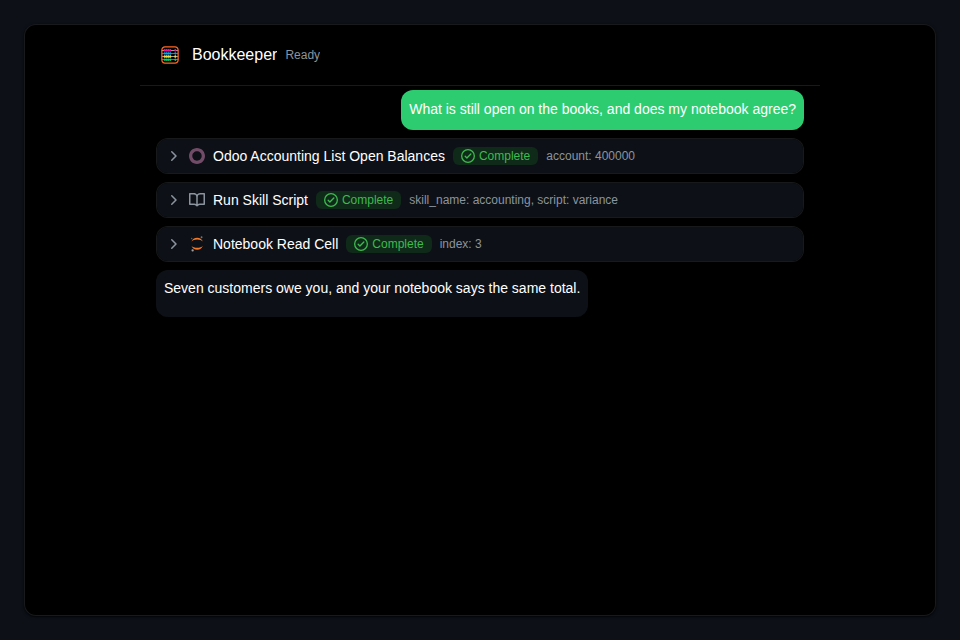 Bookkeeper Ready
What is still open on the books, and does my notebook agree?
Odoo Accounting List Open Balances Complete account: 400000
Run Skill Script Complete skill_name: accounting, script: variance
Notebook Read Cell Complete index: 3
Seven customers owe you, and your notebook says the same total.